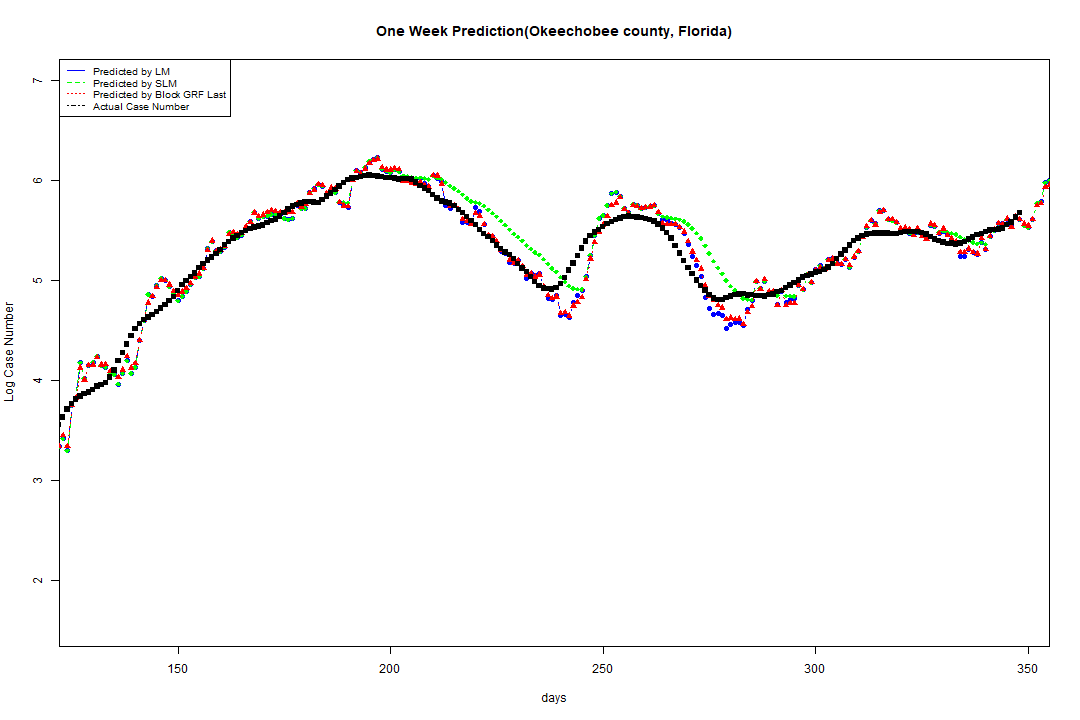 One Week Prediction(Okeechobee county, Florida)
Predicted by LM
Predicted by SLM
Predicted by Block GRF Last
Actual Case Number
7
6
5
4
3
2
Log Case Number
150 200 250 300 350
days